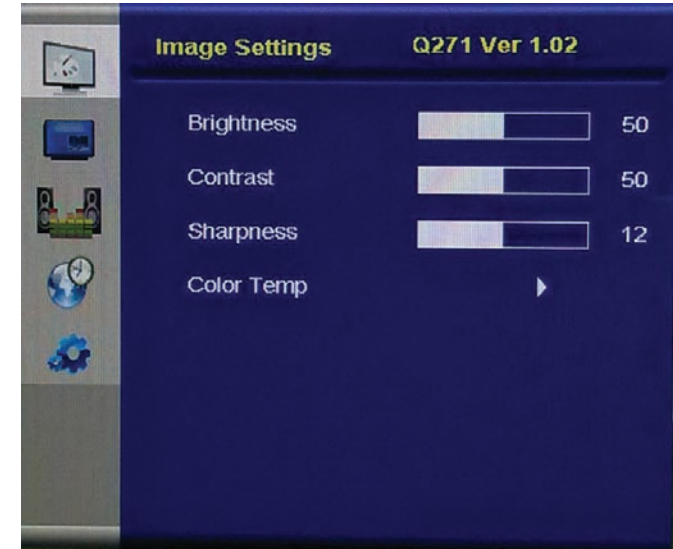 Image Settings Q271 Ver 1.02
Brightness 50
Contrast 50
Sharpness 12
Color Temp